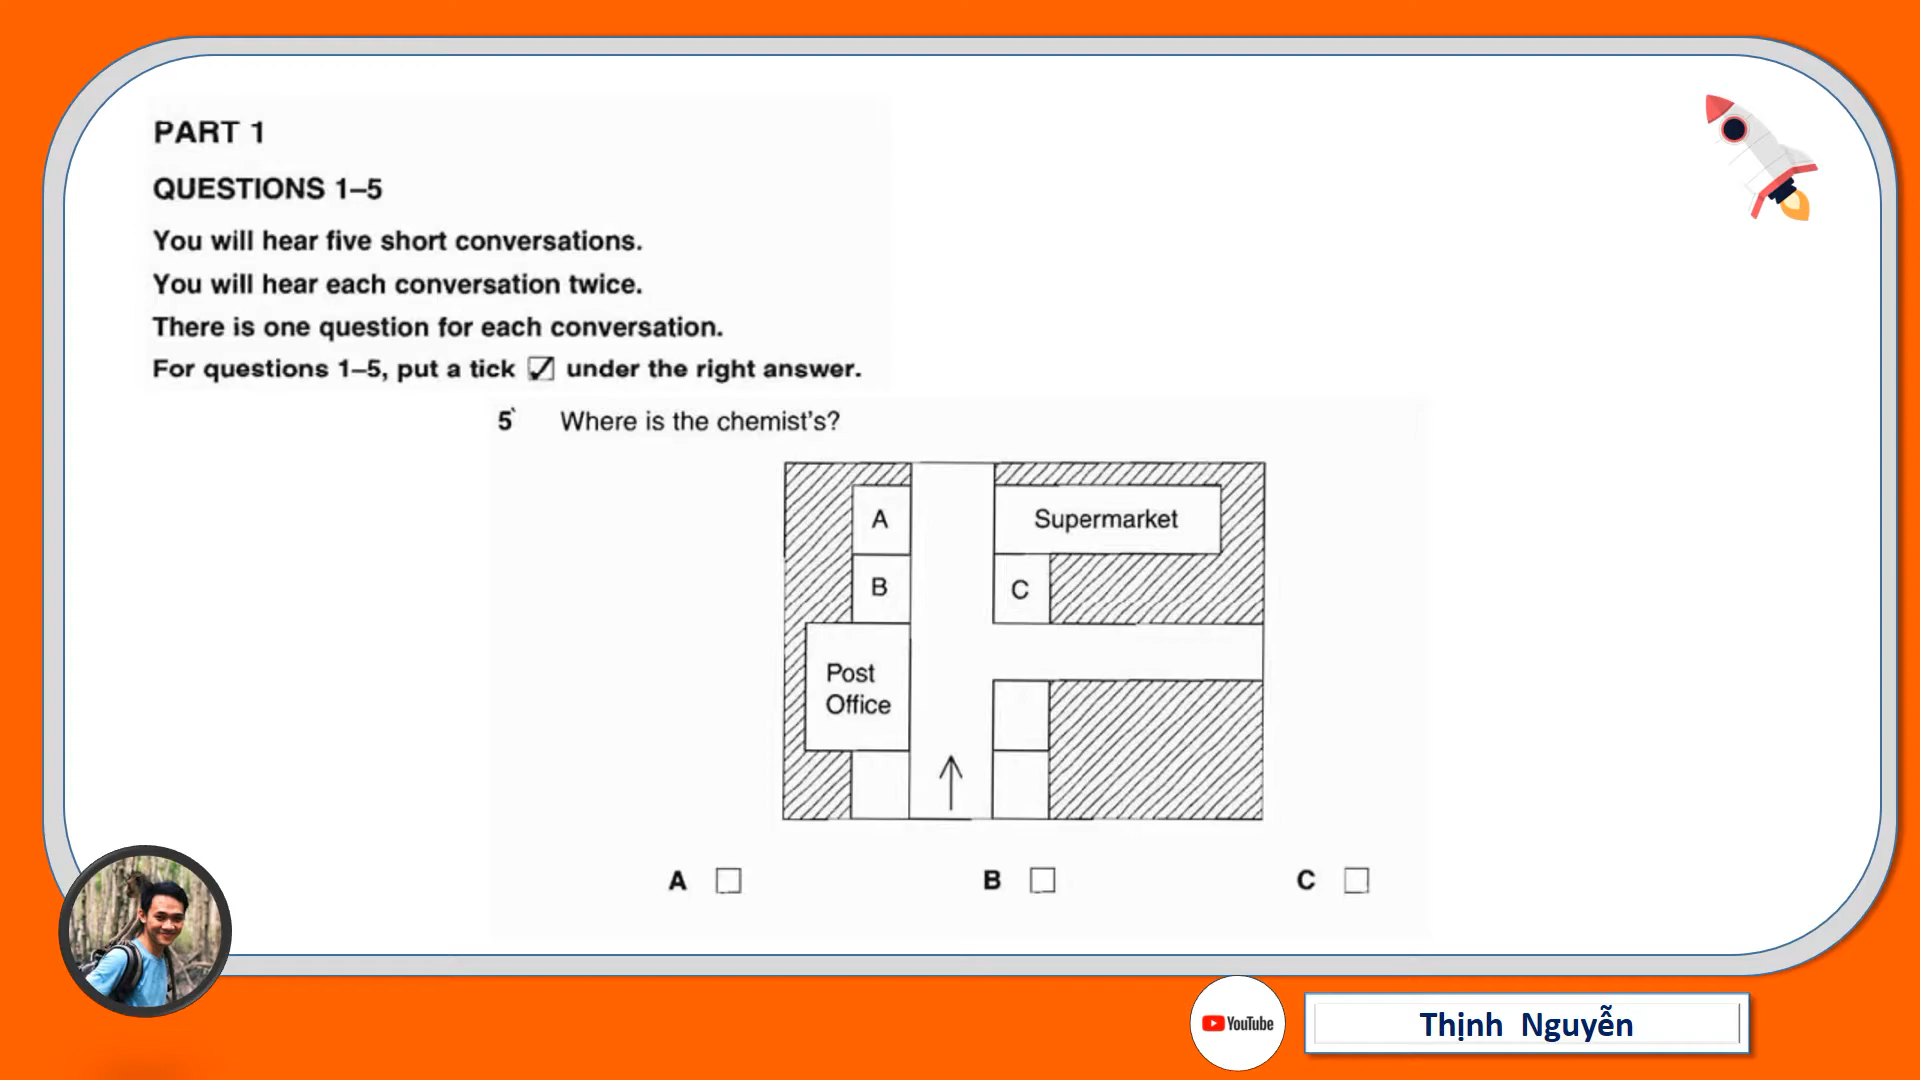 PART 1
QUESTIONS 1–5
You will hear five short conversations.
You will hear each conversation twice.
There is one question for each conversation.
For questions 1–5, put a tick ☑ under the right answer.
5 Where is the chemist's?
A
Supermarket
B
C
Post
Office
A ☐ B ☐ C ☐
YouTube
Thịnh Nguyễn